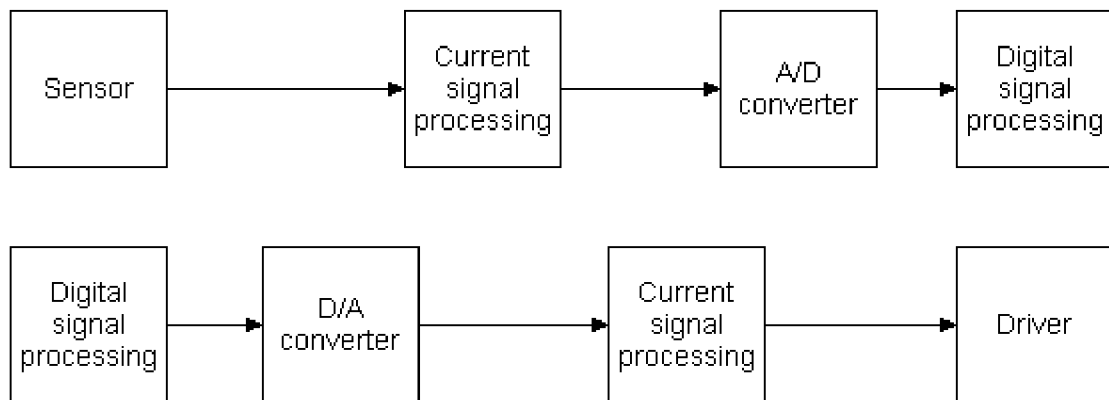 Sensor
Current
signal
processing
A/D
converter
Digital
signal
processing
Digital
signal
processing
D/A
converter
Current
signal
processing
Driver